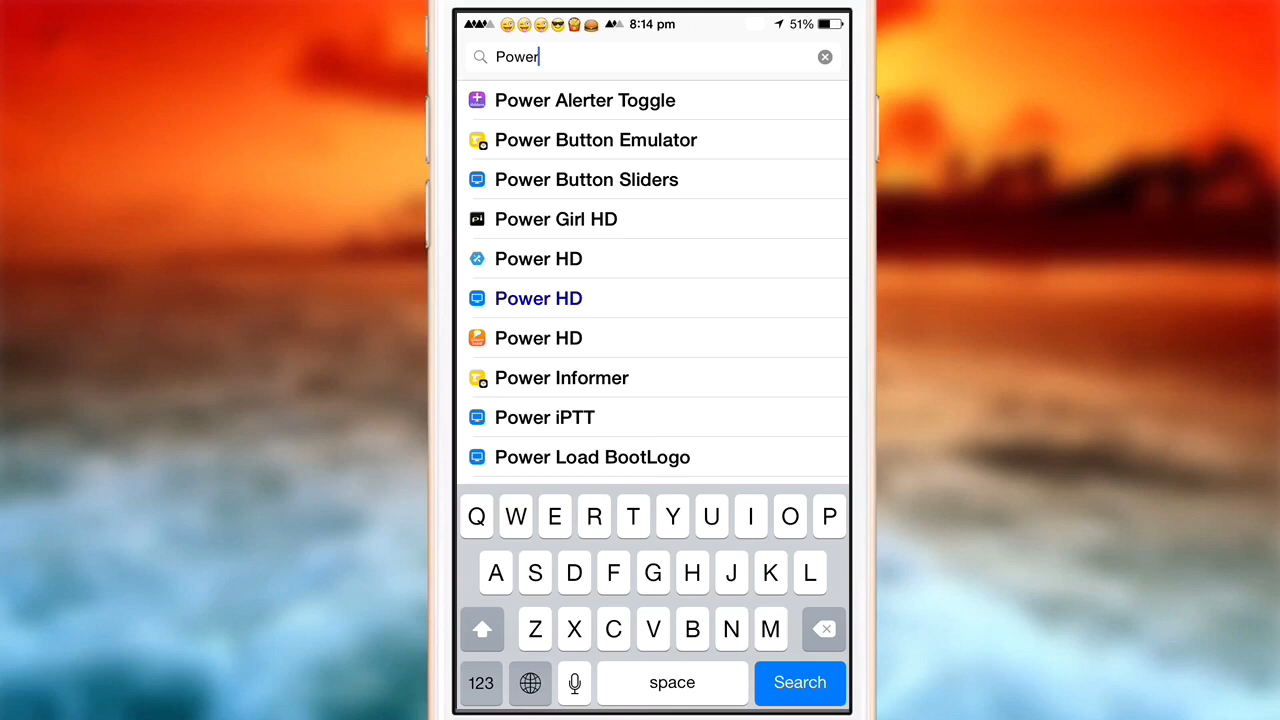 😜😜😜😎🍟🍔 8:14 pm 51%
Power
Power Alerter Toggle
Power Button Emulator
Power Button Sliders
Power Girl HD
Power HD
Power HD
Power HD
Power Informer
Power iPTT
Power Load BootLogo
Q W E R T Y U I O P
A S D F G H J K L
Z X C V B N M
123 space Search